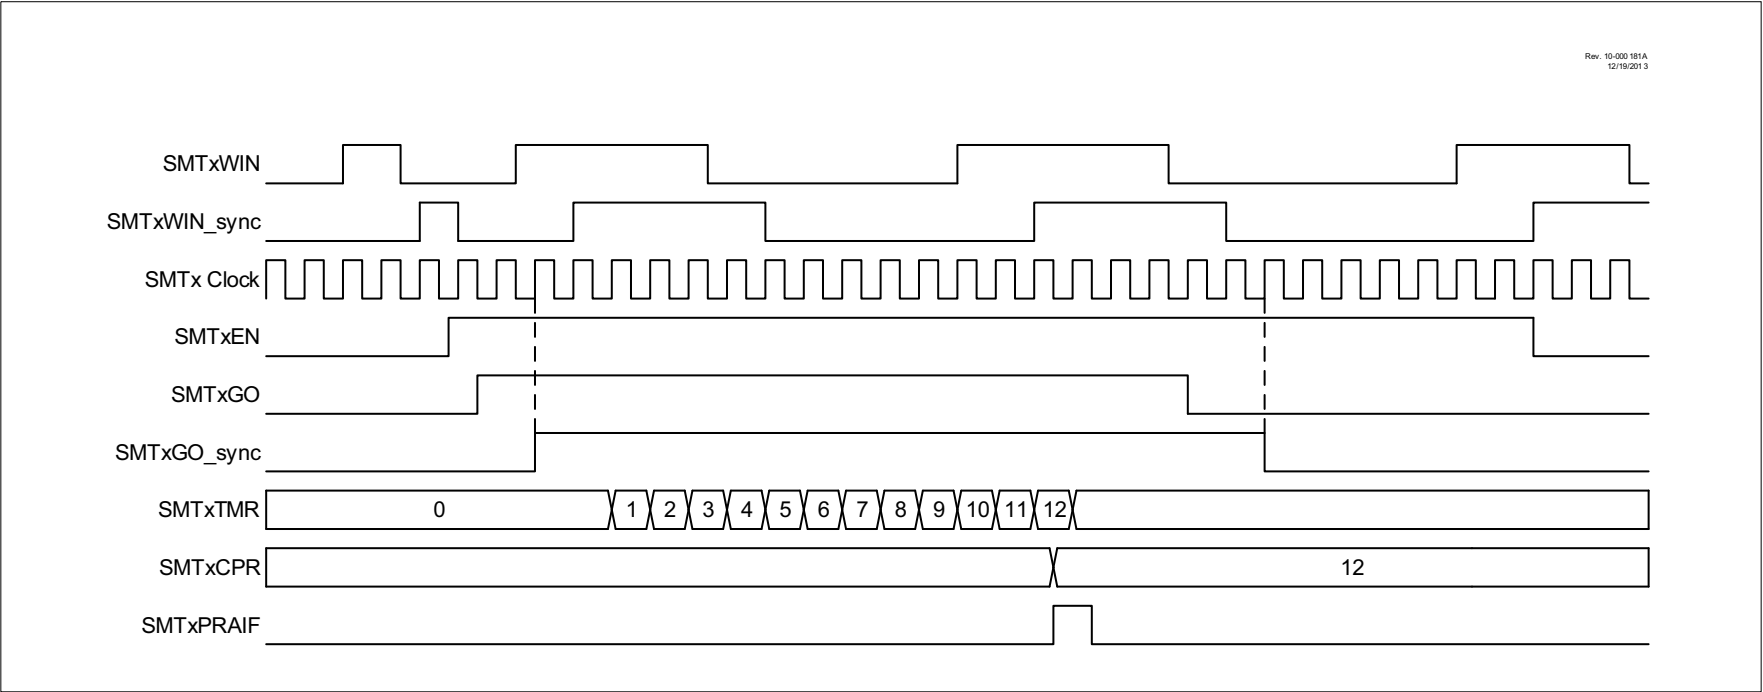 Rev. 10-000 181A
12/19/201 3
SMTxWIN
SMTxWIN_sync
SMTx Clock
SMTxEN
SMTxGO
SMTxGO_sync
SMTxTMR 0 1 2 3 4 5 6 7 8 9 10 11 12
SMTxCPR 12
SMTxPRAIF